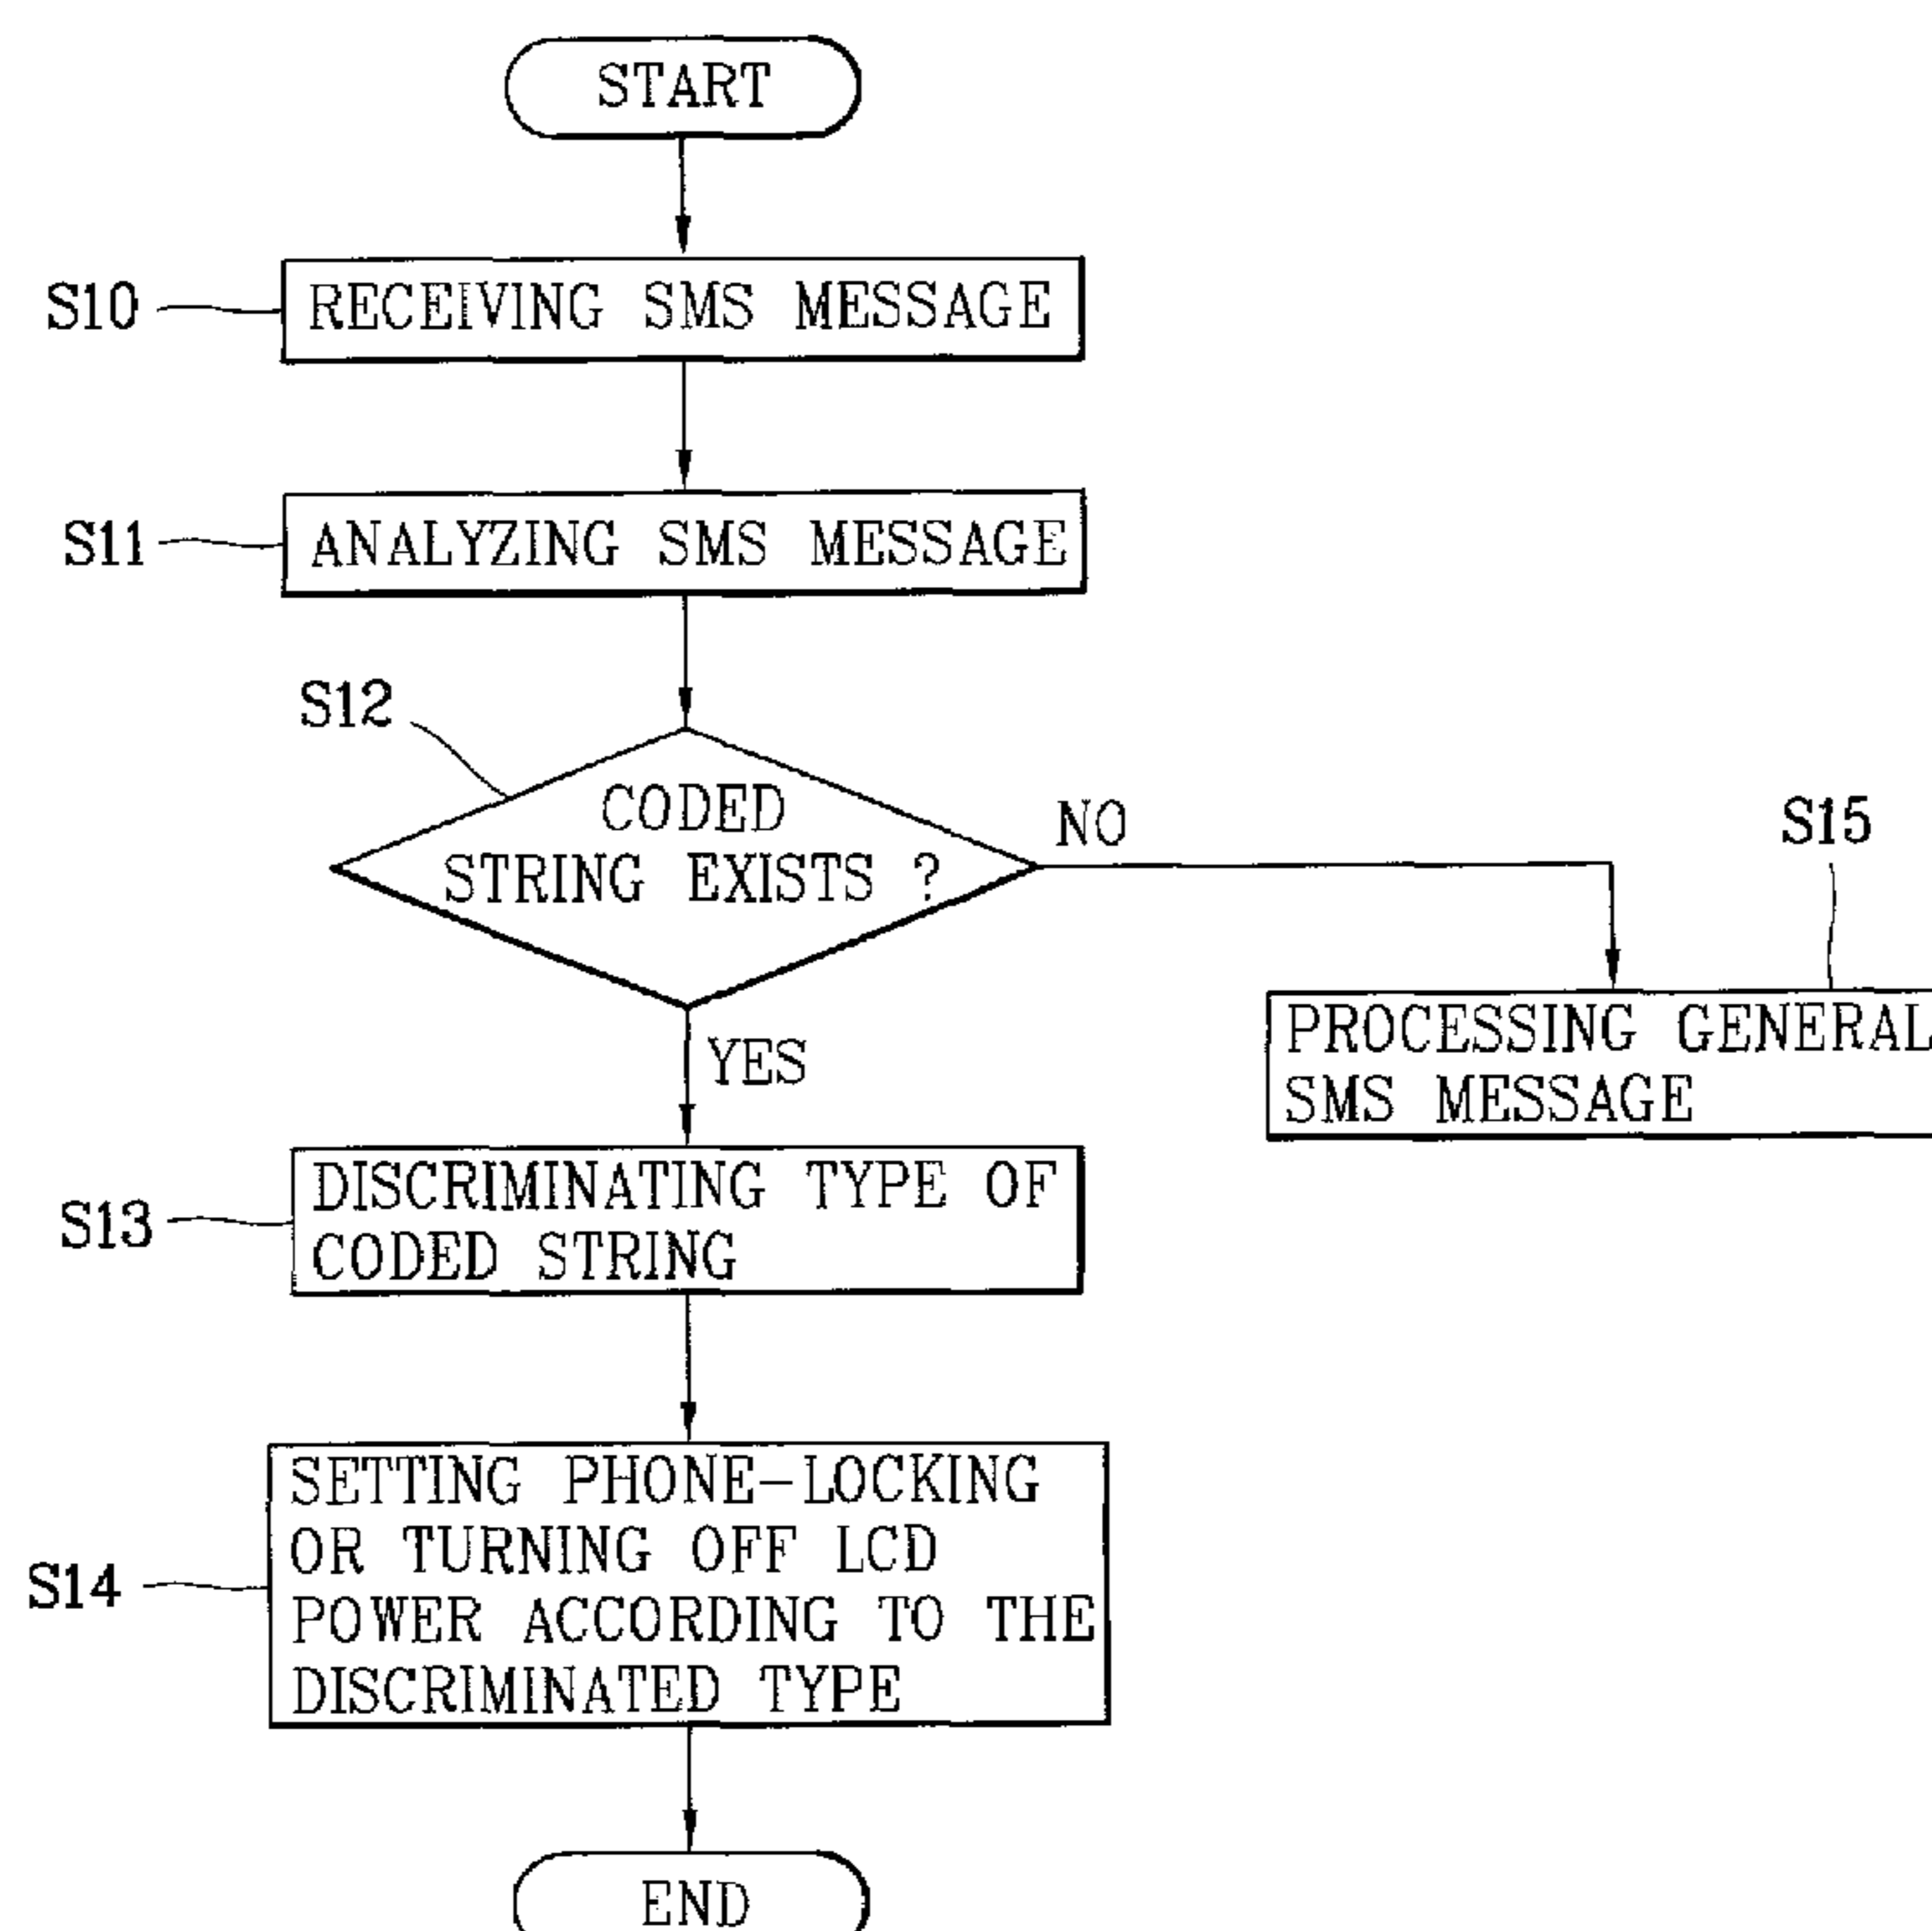 START
S10
RECEIVING SMS MESSAGE
S11
ANALYZING SMS MESSAGE
S12
CODED
STRING EXISTS ?
NO
S15
PROCESSING GENERAL
SMS MESSAGE
YES
S13
DISCRIMINATING TYPE OF
CODED STRING
S14
SETTING PHONE-LOCKING
OR TURNING OFF LCD
POWER ACCORDING TO THE
DISCRIMINATED TYPE
END